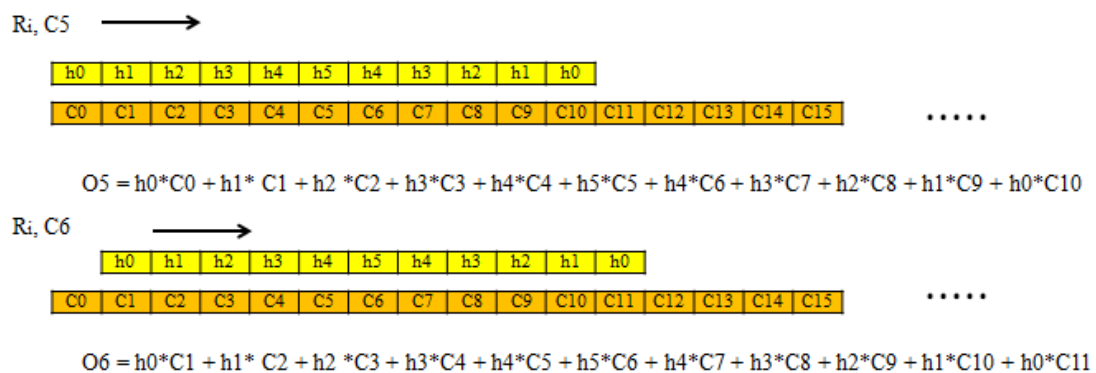 Ri, C5
h0 h1 h2 h3 h4 h5 h4 h3 h2 h1 h0
C0 C1 C2 C3 C4 C5 C6 C7 C8 C9 C10 C11 C12 C13 C14 C15 .....
O5 = h0*C0 + h1* C1 + h2 *C2 + h3*C3 + h4*C4 + h5*C5 + h4*C6 + h3*C7 + h2*C8 + h1*C9 + h0*C10
Ri, C6
h0 h1 h2 h3 h4 h5 h4 h3 h2 h1 h0
C0 C1 C2 C3 C4 C5 C6 C7 C8 C9 C10 C11 C12 C13 C14 C15 .....
O6 = h0*C1 + h1* C2 + h2 *C3 + h3*C4 + h4*C5 + h5*C6 + h4*C7 + h3*C8 + h2*C9 + h1*C10 + h0*C11